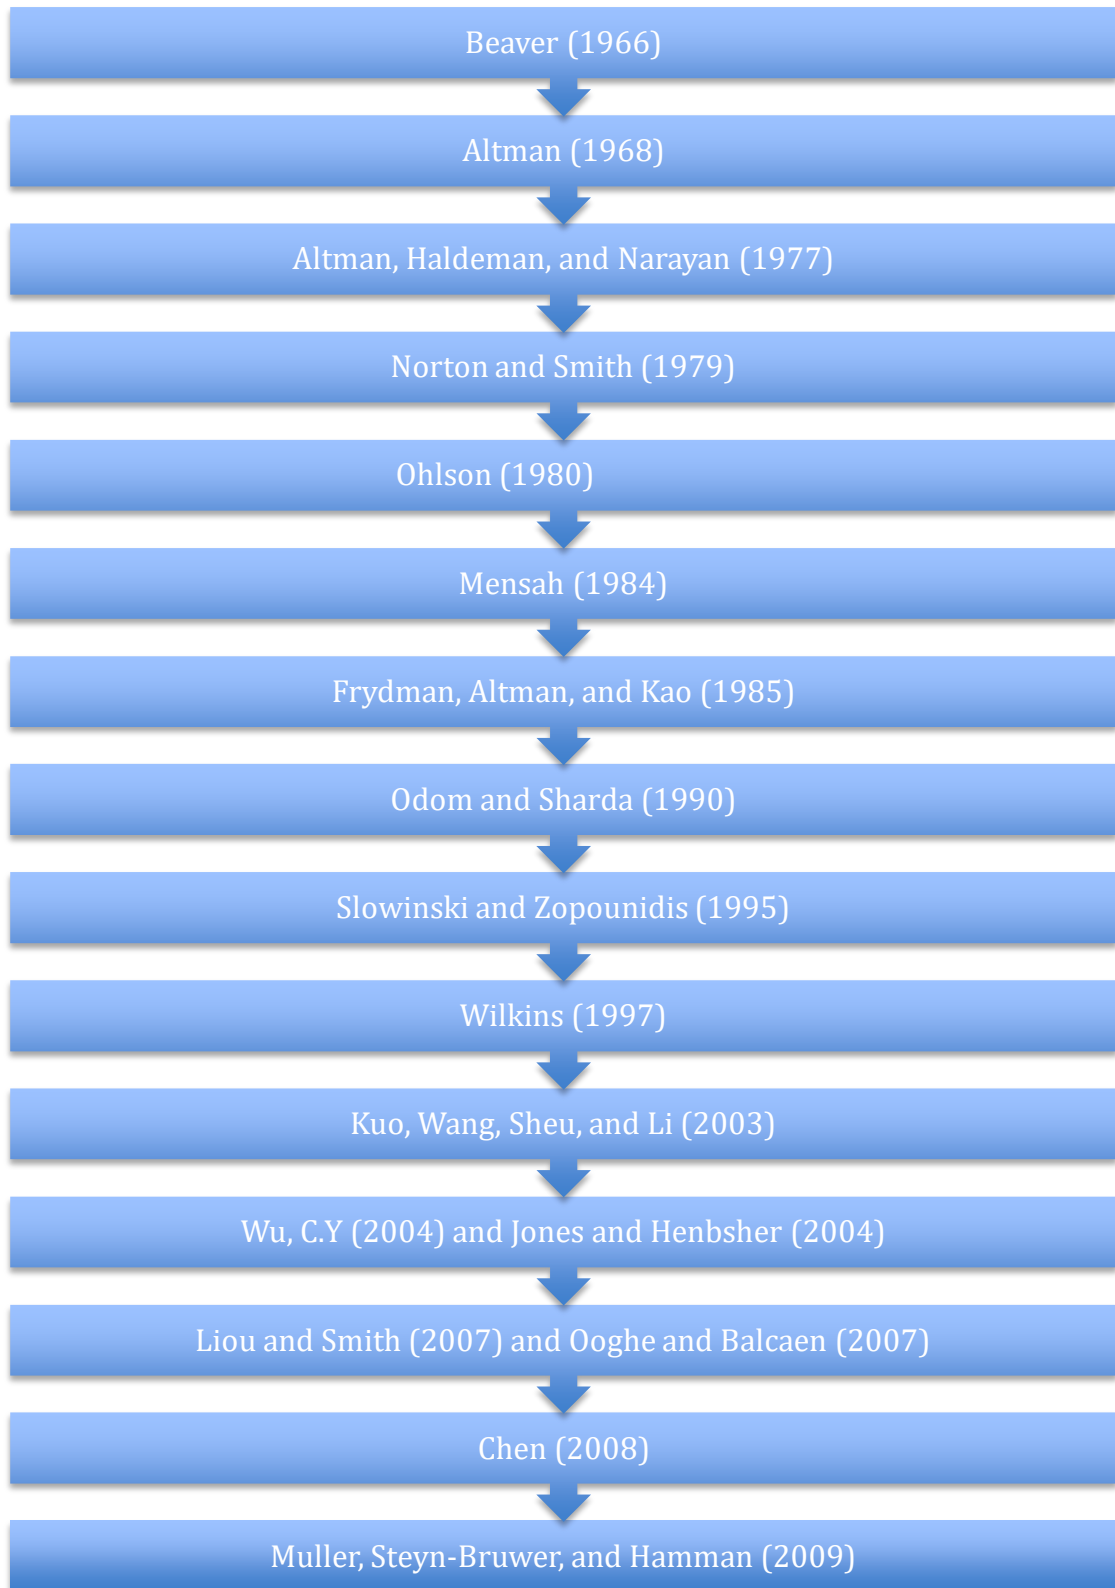 Beaver (1966)
Altman (1968)
Altman, Haldeman, and Narayan (1977)
Norton and Smith (1979)
Ohlson (1980)
Mensah (1984)
Frydman, Altman, and Kao (1985)
Odom and Sharda (1990)
Slowinski and Zopounidis (1995)
Wilkins (1997)
Kuo, Wang, Sheu, and Li (2003)
Wu, C.Y (2004) and Jones and Henbsher (2004)
Liou and Smith (2007) and Ooghe and Balcaen (2007)
Chen (2008)
Muller, Steyn-Bruwer, and Hamman (2009)